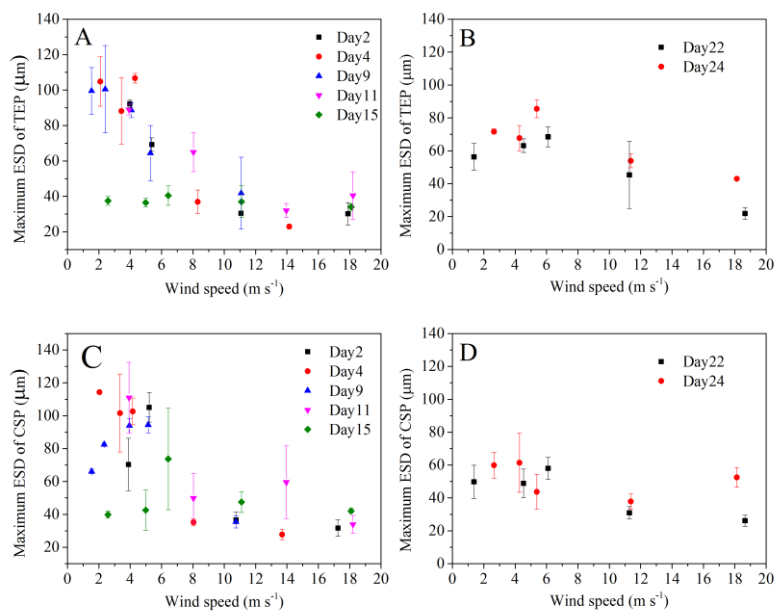 A
Day2
Day4
Day9
Day11
Day15
Maximum ESD of TEP (μm)
140
120
100
80
60
40
20
0 2 4 6 8 10 12 14 16 18 20
Wind speed (m s-1)
B
Day22
Day24
Maximum ESD of TEP (μm)
140
120
100
80
60
40
20
0
0 2 4 6 8 10 12 14 16 18 20
Wind speed (m s-1)
C
Day2
Day4
Day9
Day11
Day15
Maximum ESD of CSP (μm)
140
120
100
80
60
40
20
0 2 4 6 8 10 12 14 16 18 20
Wind speed (m s-1)
D
Day22
Day24
Maximum ESD of CSP (μm)
140
120
100
80
60
40
20
0
0 2 4 6 8 10 12 14 16 18 20
Wind speed (m s-1)